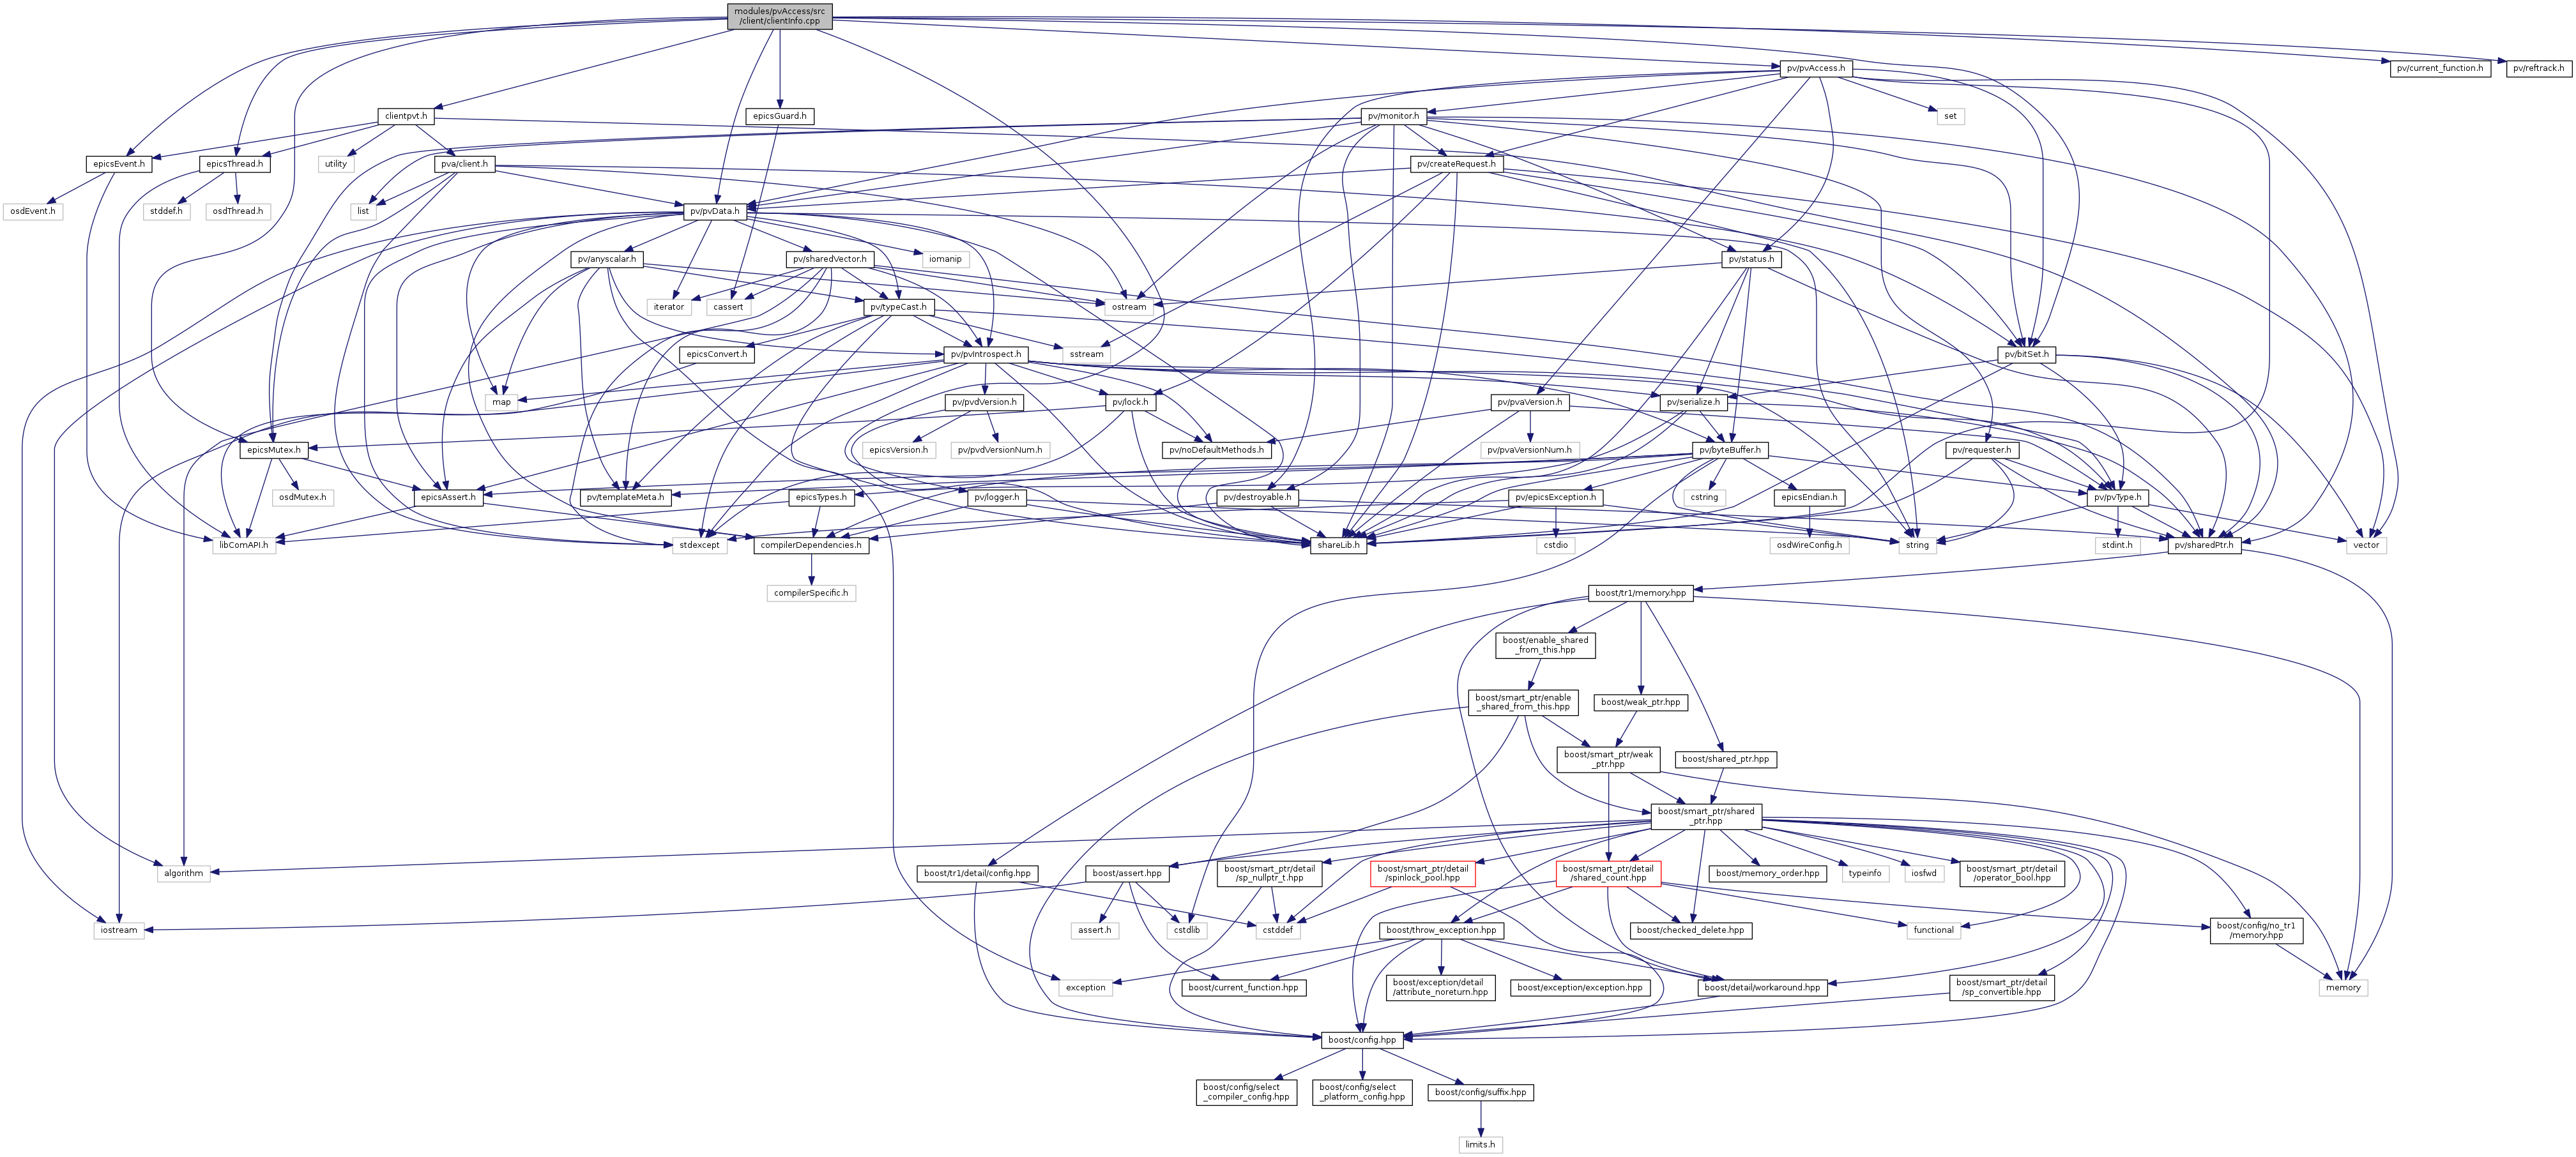 modules/pvAccess/src
/client/clientInfo.cpp
pv/pvAccess.h
pv/current_function.h
pv/reftrack.h
clientpvt.h
epicsGuard.h
pv/monitor.h
set
epicsEvent.h
epicsThread.h
utility
pva/client.h
pv/createRequest.h
osdEvent.h
stddef.h
osdThread.h
list
pv/pvData.h
pv/anyscalar.h
pv/sharedVector.h
iomanip
pv/status.h
iterator
cassert
pv/typeCast.h
ostream
epicsConvert.h
pv/pvIntrospect.h
sstream
pv/bitSet.h
map
pv/pvdVersion.h
pv/lock.h
pv/pvaVersion.h
pv/serialize.h
epicsMutex.h
epicsVersion.h
pv/pvdVersionNum.h
pv/noDefaultMethods.h
pv/pvaVersionNum.h
pv/byteBuffer.h
pv/requester.h
osdMutex.h
epicsAssert.h
pv/templateMeta.h
epicsTypes.h
pv/logger.h
pv/destroyable.h
pv/epicsException.h
cstring
epicsEndian.h
pv/pvType.h
libComAPI.h
stdexcept
compilerDependencies.h
shareLib.h
cstdio
osdWireConfig.h
string
stdint.h
pv/sharedPtr.h
vector
compilerSpecific.h
boost/tr1/memory.hpp
boost/enable_shared
_from_this.hpp
boost/smart_ptr/enable
_shared_from_this.hpp
boost/weak_ptr.hpp
boost/smart_ptr/weak
_ptr.hpp
boost/shared_ptr.hpp
boost/smart_ptr/shared
_ptr.hpp
algorithm
boost/tr1/detail/config.hpp
boost/assert.hpp
boost/smart_ptr/detail
/sp_nullptr_t.hpp
boost/smart_ptr/detail
/spinlock_pool.hpp
boost/smart_ptr/detail
/shared_count.hpp
boost/memory_order.hpp
typeinfo
iosfwd
boost/smart_ptr/detail
/operator_bool.hpp
iostream
assert.h
cstdlib
cstddef
boost/throw_exception.hpp
boost/checked_delete.hpp
functional
boost/config/no_tr1
/memory.hpp
exception
boost/current_function.hpp
boost/exception/detail
/attribute_noreturn.hpp
boost/exception/exception.hpp
boost/detail/workaround.hpp
boost/smart_ptr/detail
/sp_convertible.hpp
memory
boost/config.hpp
boost/config/select
_compiler_config.hpp
boost/config/select
_platform_config.hpp
boost/config/suffix.hpp
limits.h